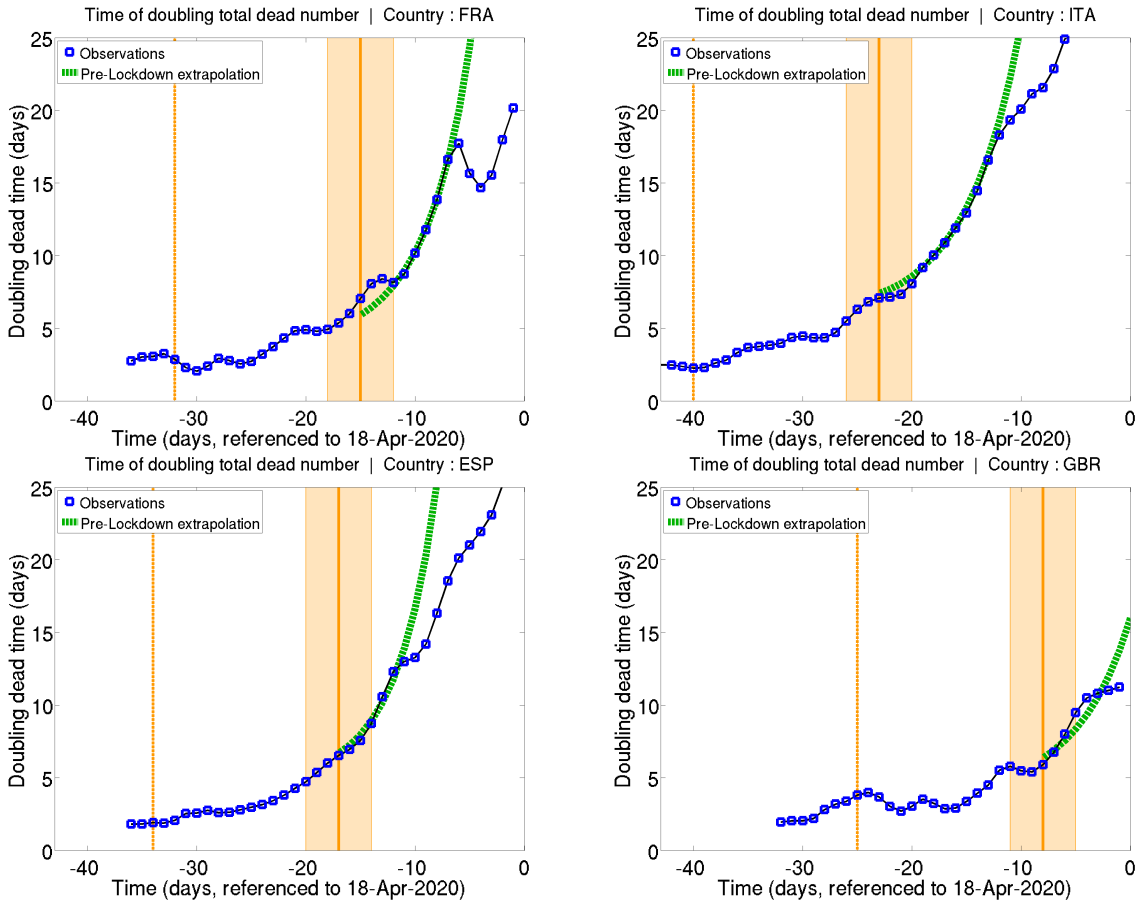 Time of doubling total dead number | Country : FRA
Observations
Pre-Lockdown extrapolation
Doubling dead time (days)
25
20
15
10
5
0
-40
-30
-20
-10
0
Time (days, referenced to 18-Apr-2020)
Time of doubling total dead number | Country : ITA
Observations
Pre-Lockdown extrapolation
Doubling dead time (days)
25
20
15
10
5
0
-40
-30
-20
-10
0
Time (days, referenced to 18-Apr-2020)
Time of doubling total dead number | Country : ESP
Observations
Pre-Lockdown extrapolation
Doubling dead time (days)
25
20
15
10
5
0
-40
-30
-20
-10
0
Time (days, referenced to 18-Apr-2020)
Time of doubling total dead number | Country : GBR
Observations
Pre-Lockdown extrapolation
Doubling dead time (days)
25
20
15
10
5
0
-40
-30
-20
-10
0
Time (days, referenced to 18-Apr-2020)